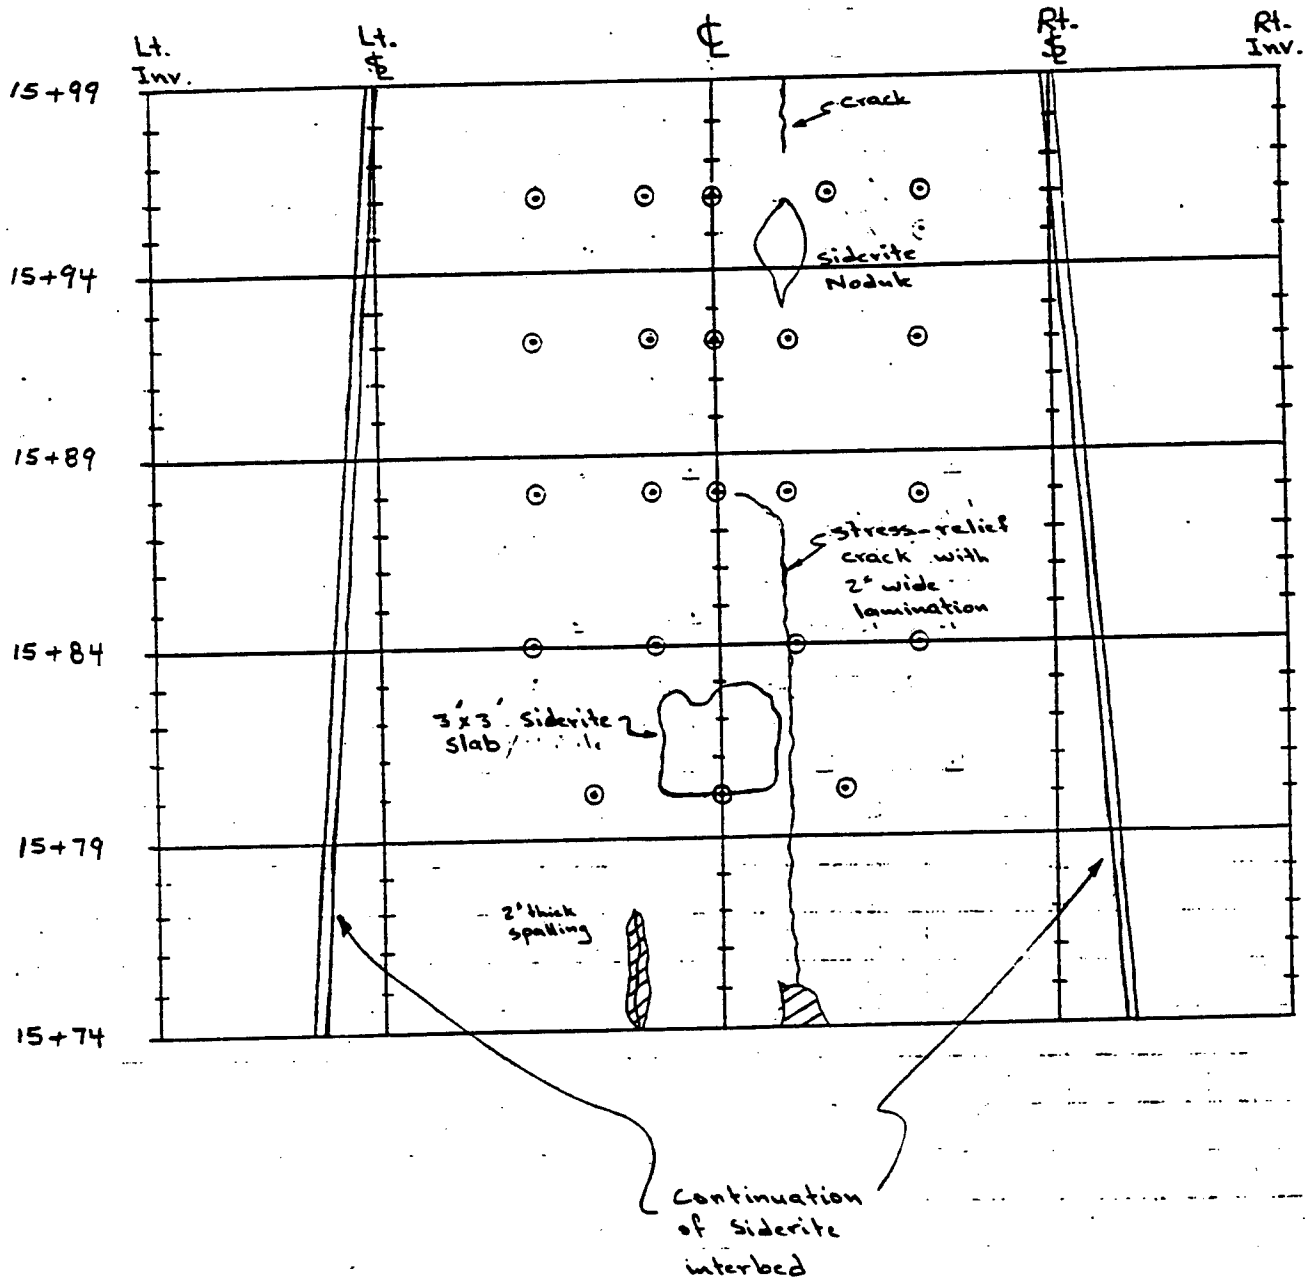 Lt.
Inv.
Lt.
℄
Rt.
Rt.
Inv.
15+99
crack
Siderite
Nodule
15+94
15+89
stress-relief
crack with
2" wide
lamination
15+84
3'x3' Siderite
slab
15+79
2" thick
spalling
15+74
Continuation
of Siderite
interbed